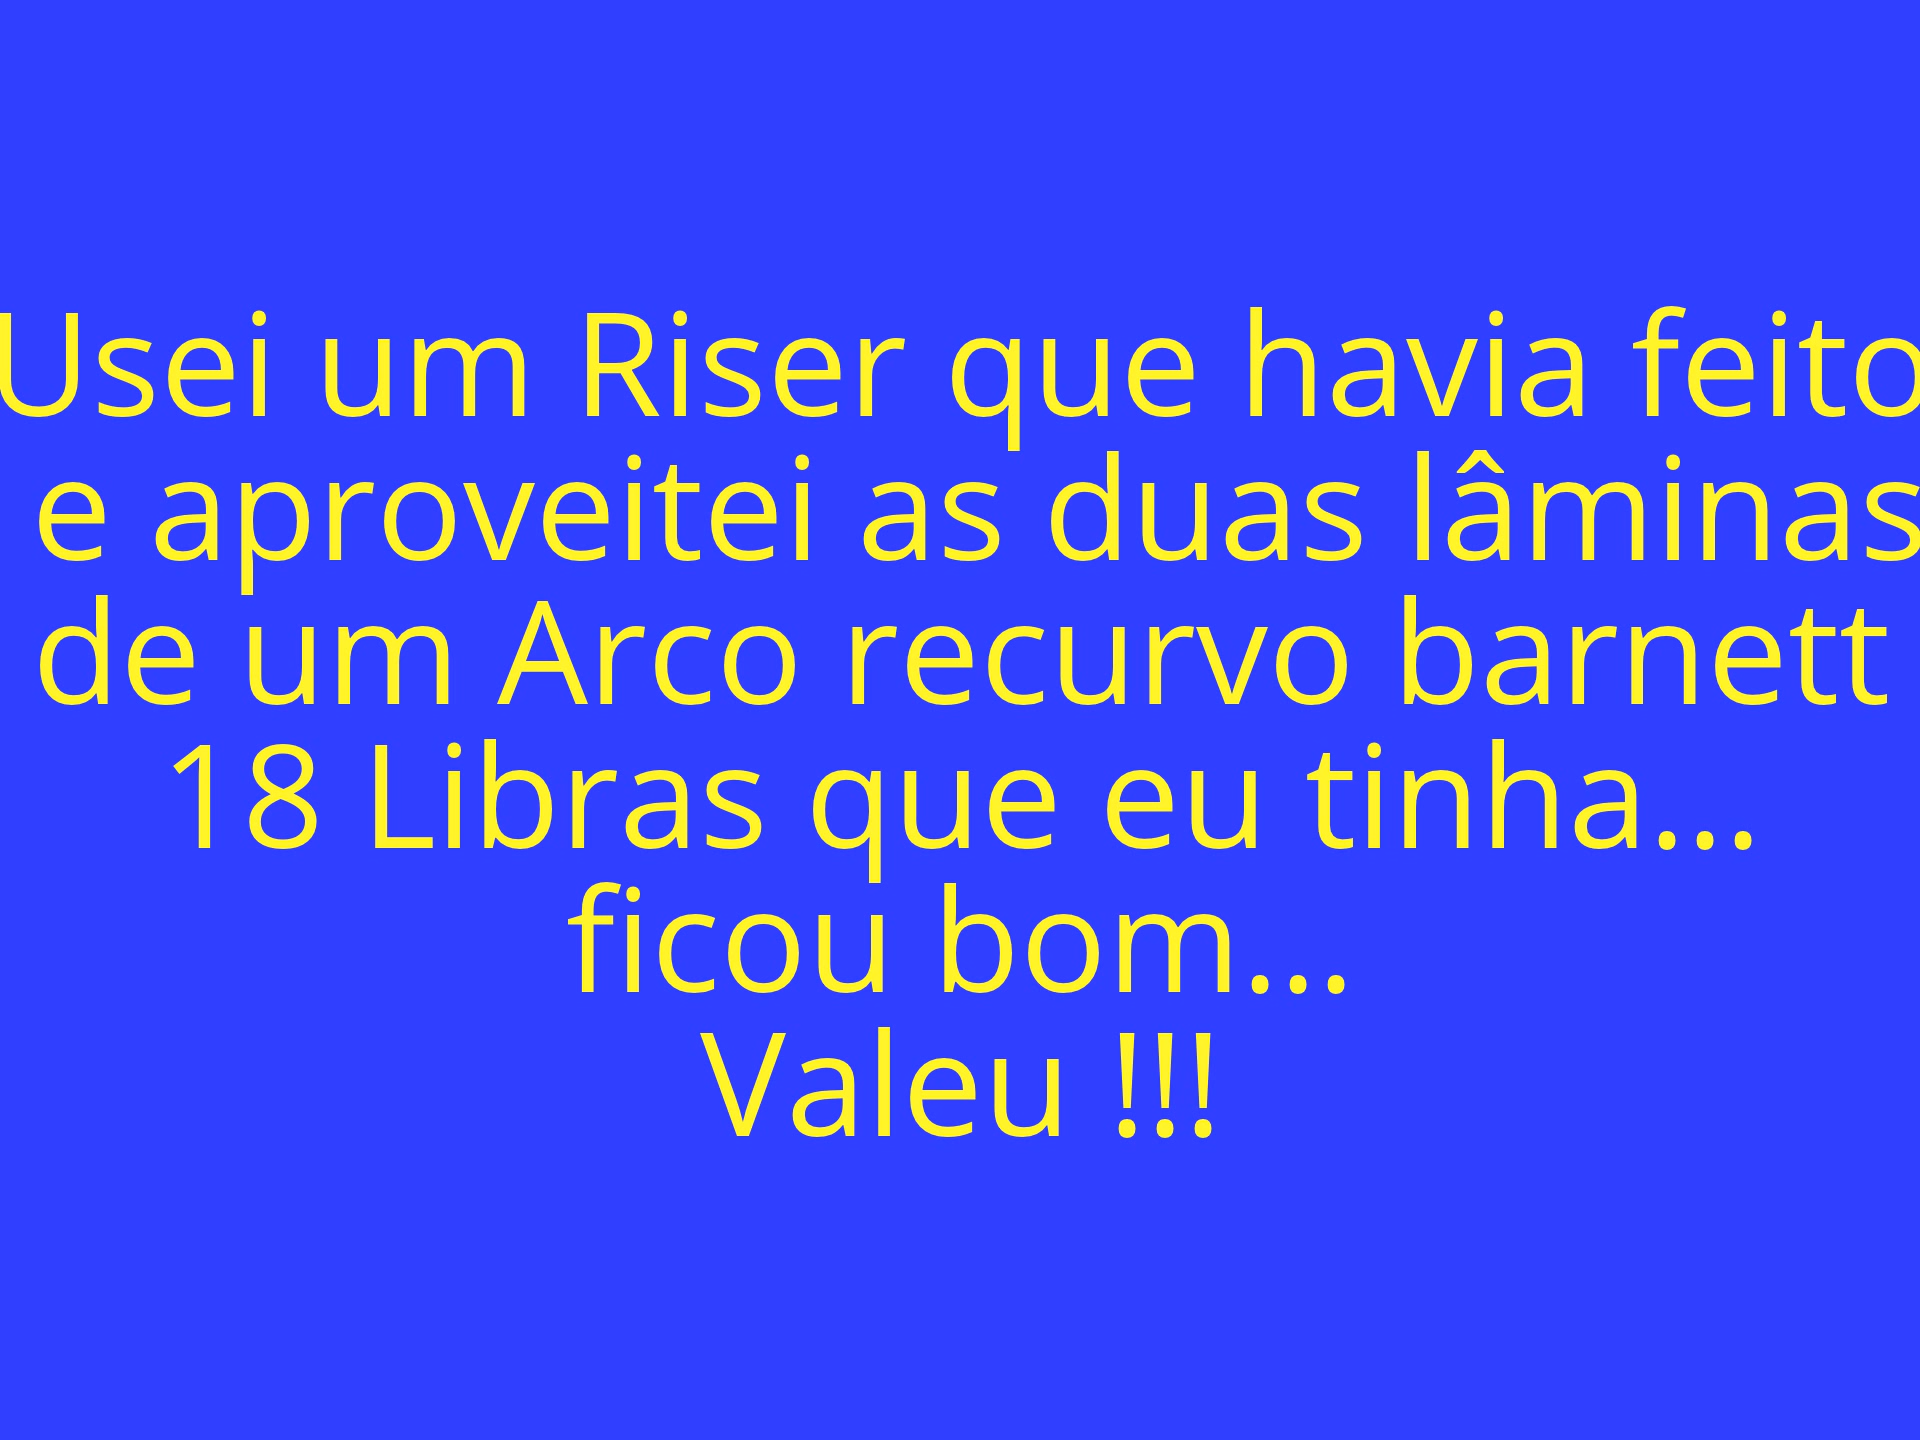 Usei um Riser que havia feito
e aproveitei as duas lâminas
de um Arco recurvo barnett
18 Libras que eu tinha...
ficou bom...
Valeu !!!